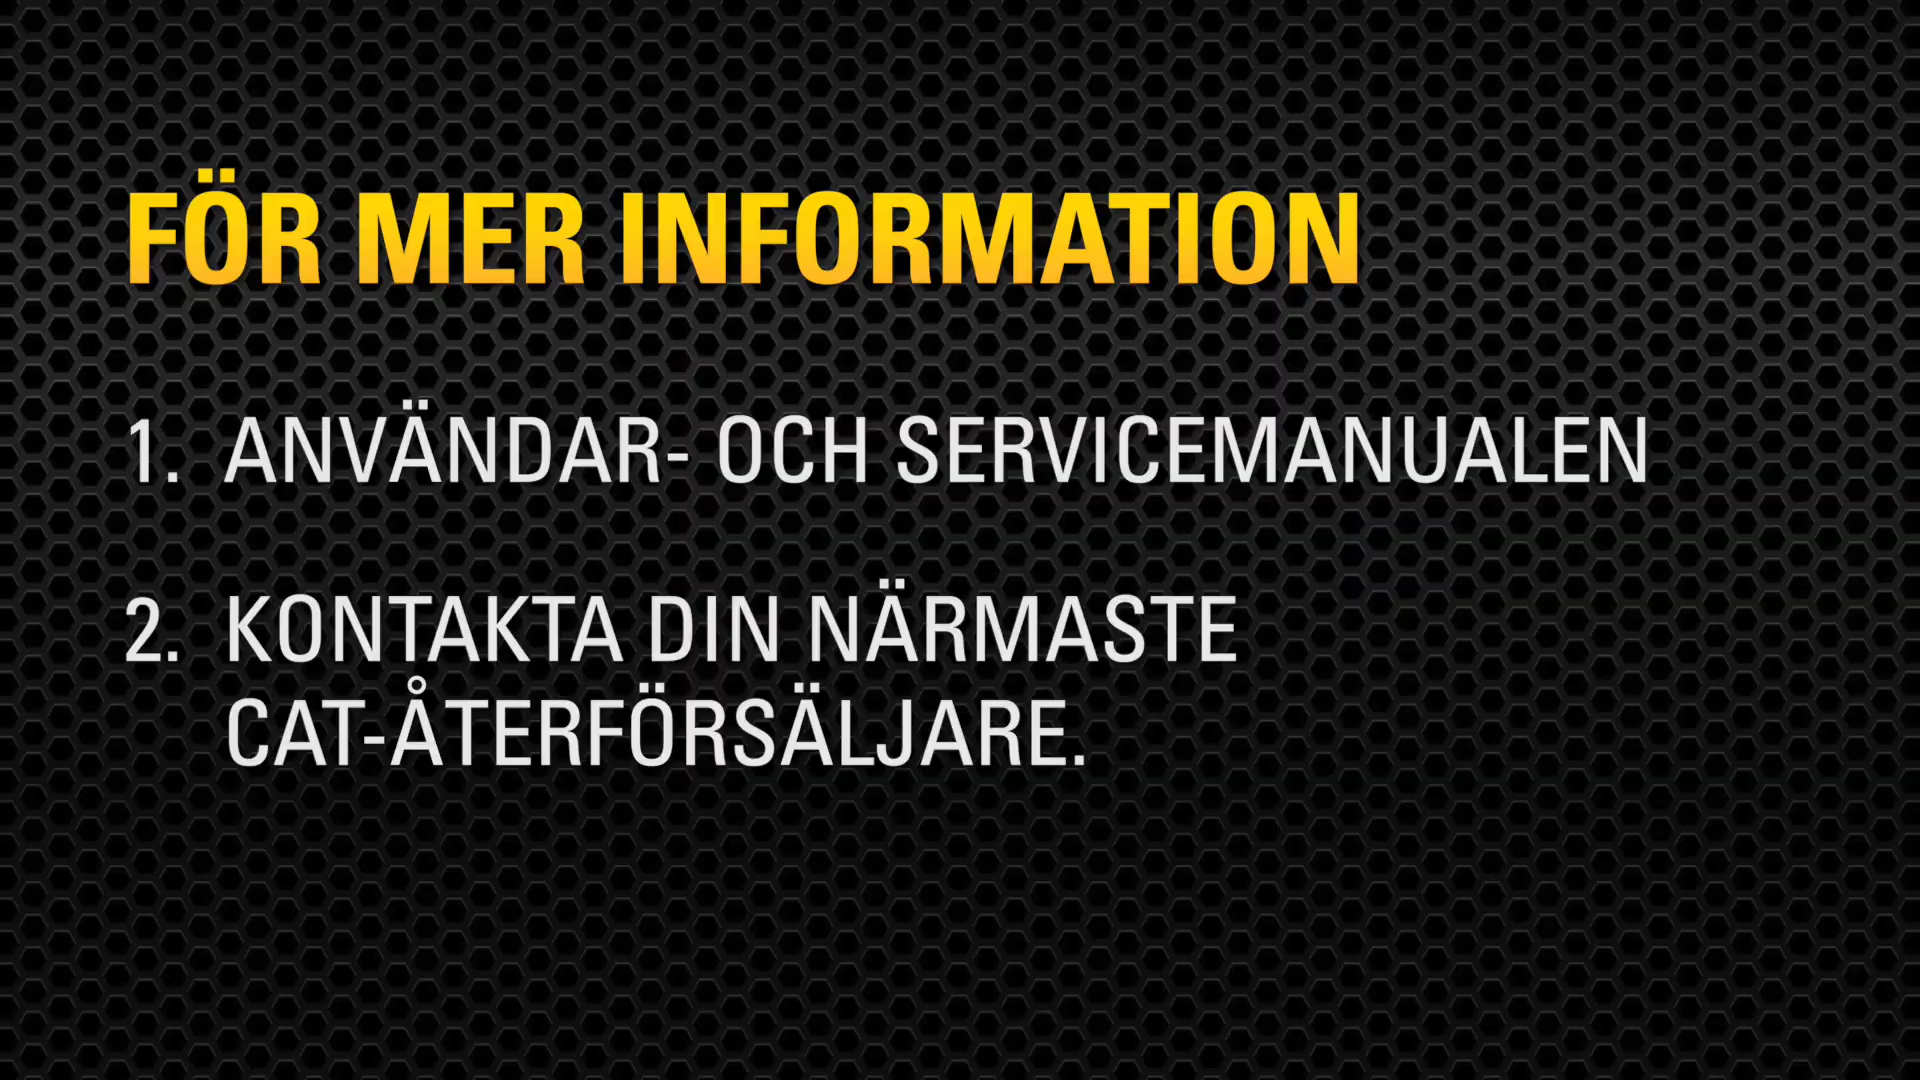 FÖR MER INFORMATION
1. ANVÄNDAR- OCH SERVICEMANUALEN
2. KONTAKTA DIN NÄRMASTE
CAT-ÅTERFÖRSÄLJARE.